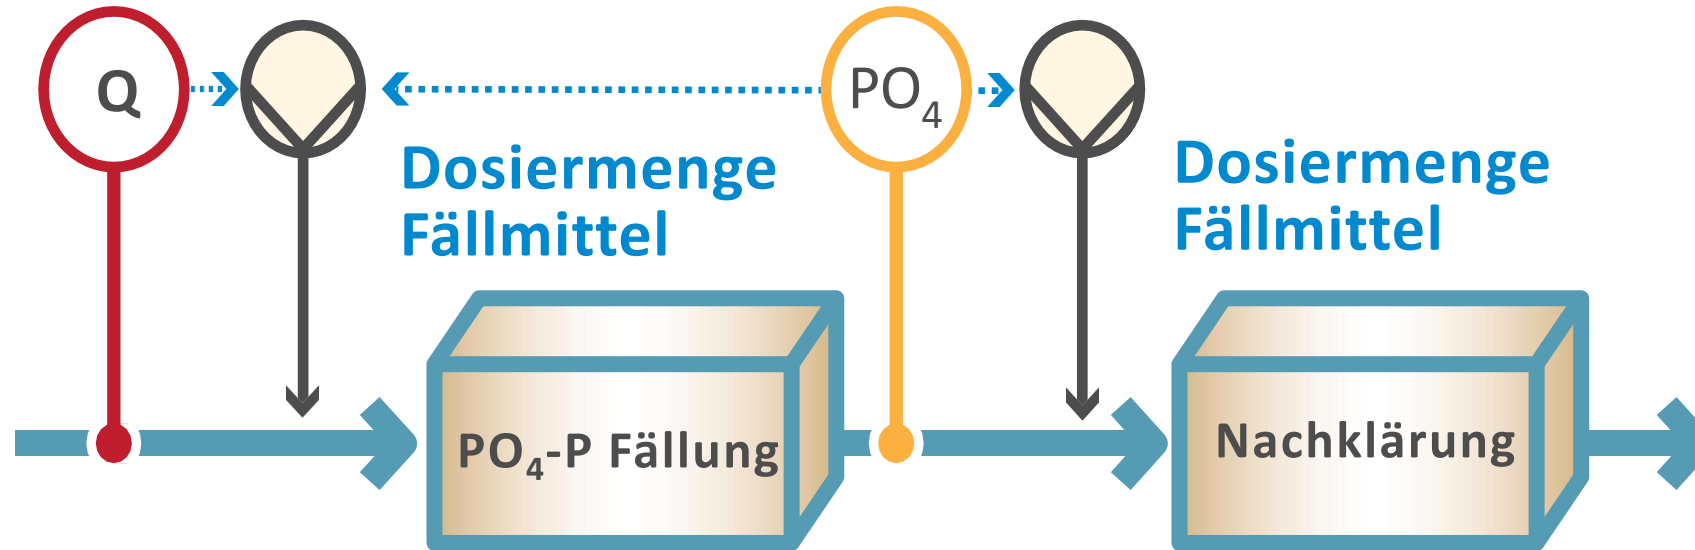 Q
PO₄
Dosiermenge
Fällmittel
Dosiermenge
Fällmittel
PO₄-P Fällung
Nachklärung